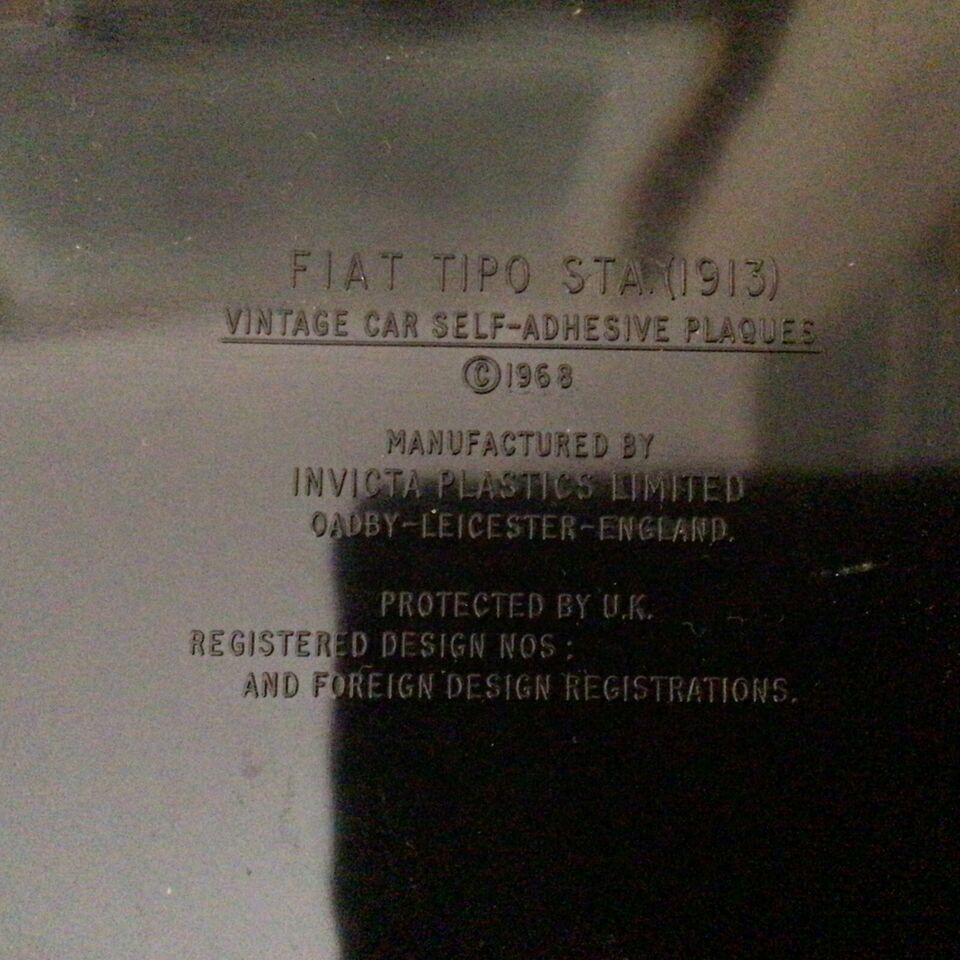 FIAT TIPO STA. (1913)
VINTAGE CAR SELF-ADHESIVE PLAQUES
©1968
MANUFACTURED BY
INVICTA PLASTICS LIMITED
OADBY-LEICESTER-ENGLAND.
PROTECTED BY U.K.
REGISTERED DESIGN NOS:
AND FOREIGN DESIGN REGISTRATIONS.